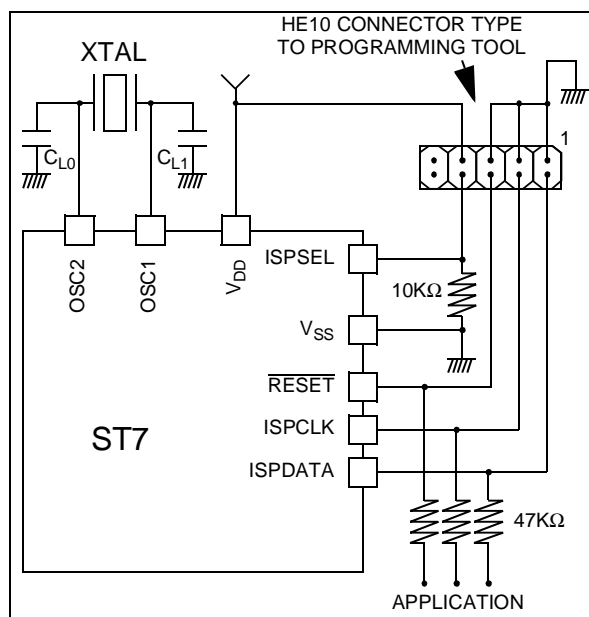 HE10 CONNECTOR TYPE
TO PROGRAMMING TOOL
XTAL
1
CL0
CL1
OSC2
OSC1
VDD
ISPSEL
10KΩ
VSS
RESET
ISPCLK
ST7
ISPDATA
47KΩ
APPLICATION